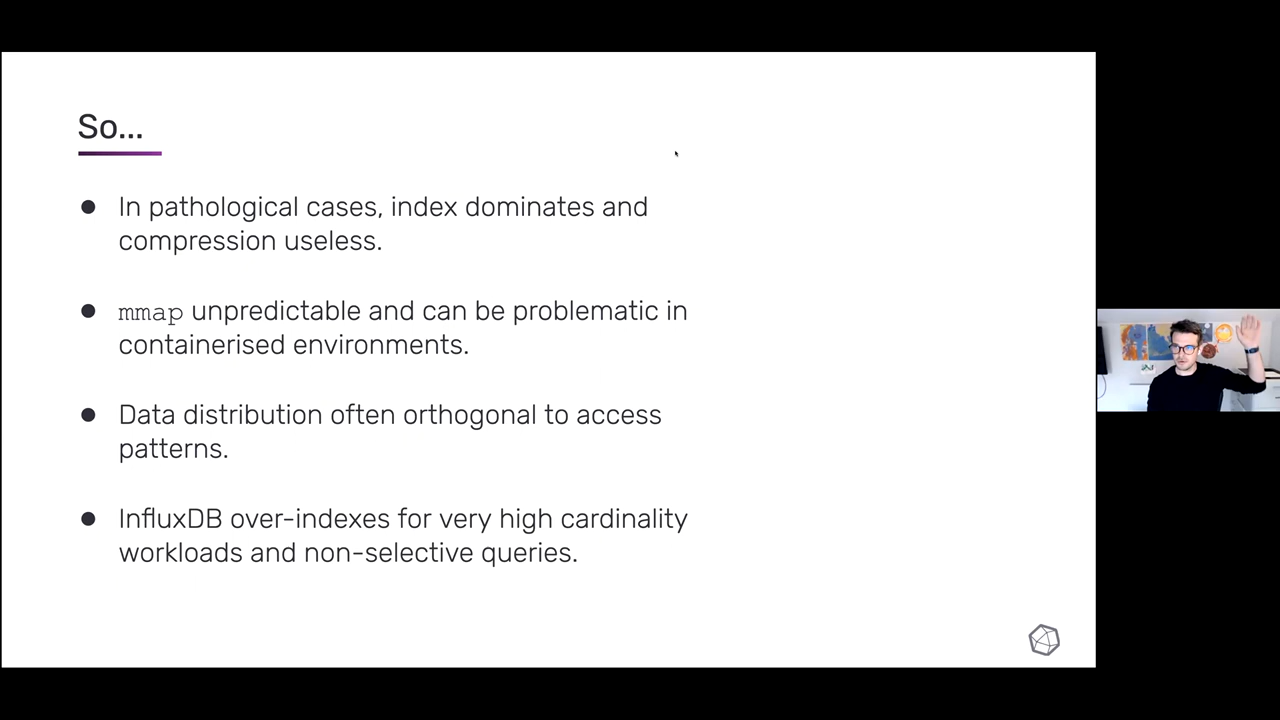 So...
● In pathological cases, index dominates and
compression useless.
● mmap unpredictable and can be problematic in
containerised environments.
● Data distribution often orthogonal to access
patterns.
● InfluxDB over-indexes for very high cardinality
workloads and non-selective queries.